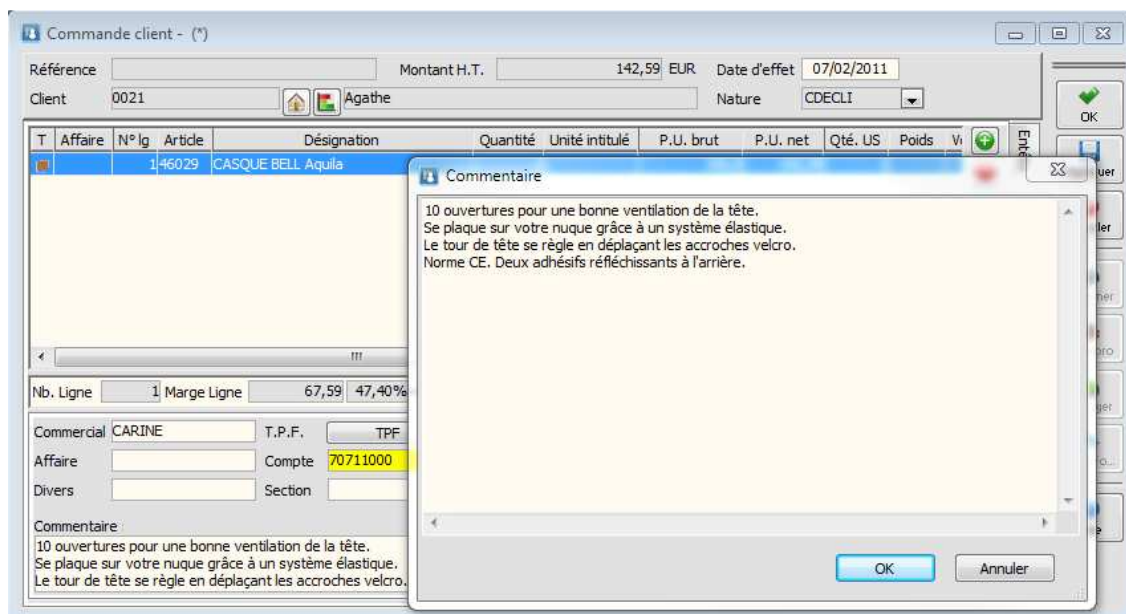 Commande client - (*)
Référence Montant H.T. 142,59 EUR Date d'effet 07/02/2011
Client 0021 Agathe Nature CDECLI
OK
T Affaire N° lg Article Désignation Quantité Unité intitulé P.U. brut P.U. net Qté. US Poids
1 46029 CASQUE BELL Aquila
Commentaire
10 ouvertures pour une bonne ventilation de la tête.
Se plaque sur votre nuque grâce à un système élastique.
Le tour de tête se règle en déplaçant les accroches velcro.
Norme CE. Deux adhésifs réfléchissants à l'arrière.
OK Annuler
Nb. Ligne 1 Marge Ligne 67,59 47,40%
Commercial CARINE T.P.F. TPF
Affaire Compte 70711000
Divers Section
Commentaire
10 ouvertures pour une bonne ventilation de la tête.
Se plaque sur votre nuque grâce à un système élastique.
Le tour de tête se règle en déplaçant les accroches velcro.